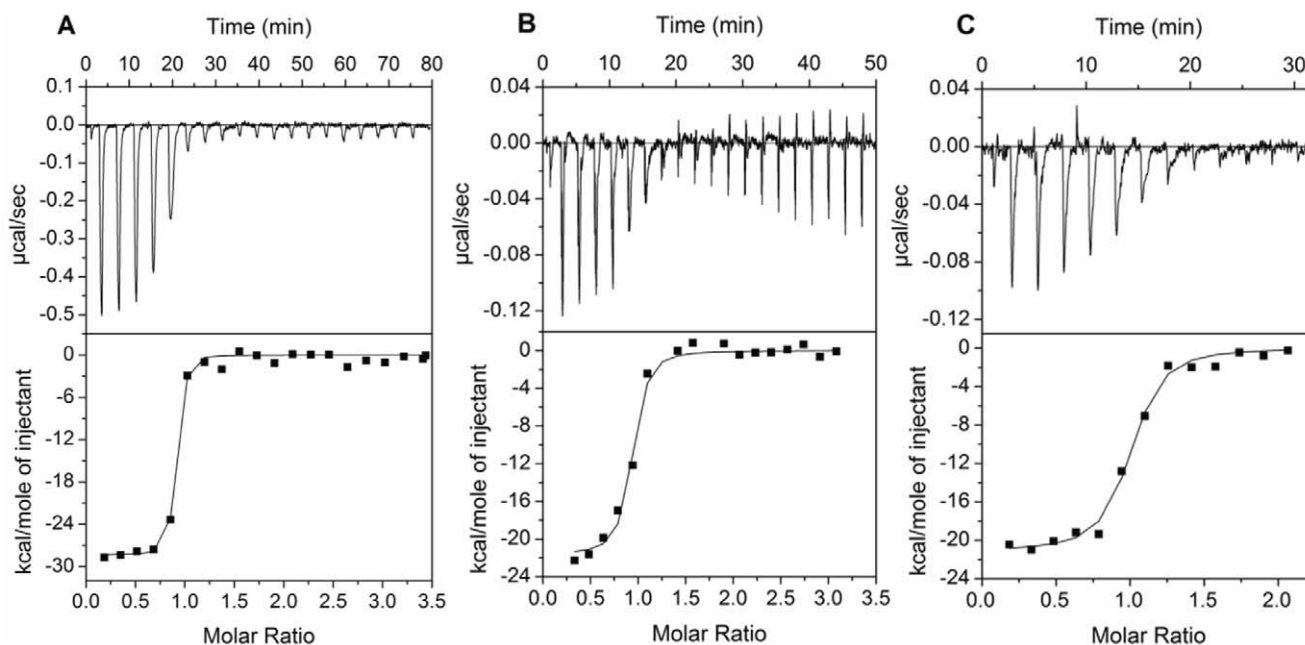 A
Time (min)
0 10 20 30 40 50 60 70 80
0.1
0.0
-0.1
-0.2
-0.3
-0.4
-0.5
µcal/sec
0
-6
-12
-18
-24
-30
kcal/mole of injectant
0.0 0.5 1.0 1.5 2.0 2.5 3.0 3.5
Molar Ratio
B
Time (min)
0 10 20 30 40 50
0.04
0.00
-0.04
-0.08
-0.12
µcal/sec
0
-4
-8
-12
-16
-20
-24
kcal/mole of injectant
0.0 0.5 1.0 1.5 2.0 2.5 3.0 3.5
Molar Ratio
C
Time (min)
0 10 20 30
0.04
0.00
-0.04
-0.08
-0.12
µcal/sec
0
-4
-8
-12
-16
-20
-24
kcal/mole of injectant
0.0 0.5 1.0 1.5 2.0
Molar Ratio